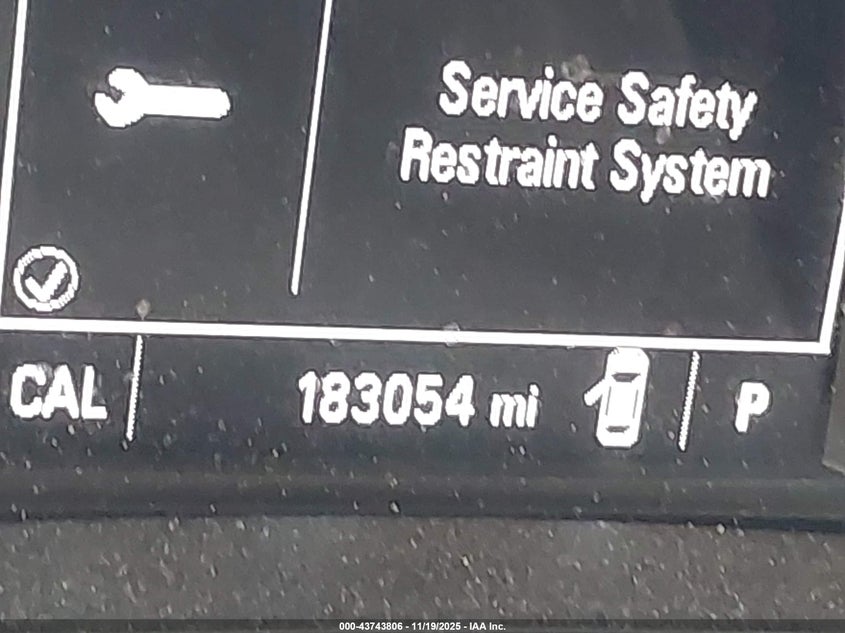 Service Safety
Restraint System
CAL 183054 mi P
000-43743806 - 11/19/2025 - IAA Inc.